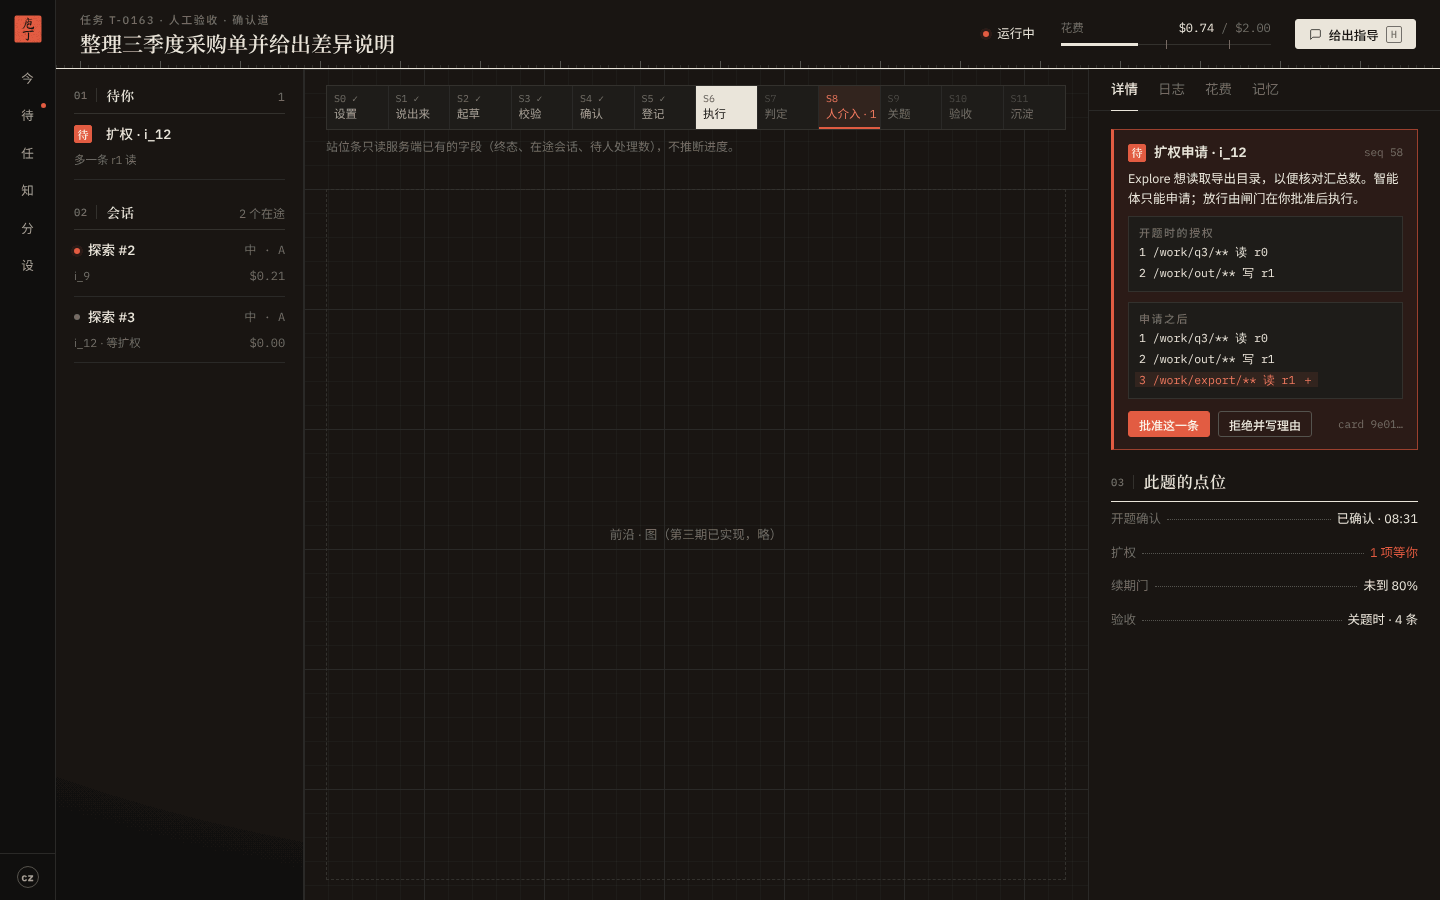 庖丁
今
待
任
知
分
设
cz
任务 T-0163 · 人工验收 · 确认道
整理三季度采购单并给出差异说明
运行中
花费 $0.74 / $2.00
给出指导 H
01 待你 1
待 扩权 · i_12
多一条 r1 读
02 会话 2 个在途
探索 #2 中 · A
i_9 $0.21
探索 #3 中 · A
i_12 · 等扩权 $0.00
S0 ✓ S1 ✓ S2 ✓ S3 ✓ S4 ✓ S5 ✓ S6 S7 S8 S9 S10 S11
设置 说出来 起草 校验 确认 登记 执行 判定 人介入 · 1 关题 验收 沉淀
站位条只读服务端已有的字段（终态、在途会话、待人处理数），不推断进度。
前沿 · 图（第三期已实现，略）
详情 日志 花费 记忆
待 扩权申请 · i_12 seq 58
Explore 想读取导出目录，以便核对汇总数。智能
体只能申请；放行由闸门在你批准后执行。
开题时的授权
1 /work/q3/** 读 r0
2 /work/out/** 写 r1
申请之后
1 /work/q3/** 读 r0
2 /work/out/** 写 r1
3 /work/export/** 读 r1 +
批准这一条 拒绝并写理由 card 9e01…
03 此题的点位
开题确认 已确认 · 08:31
扩权 1 项等你
续期门 未到 80%
验收 关题时 · 4 条